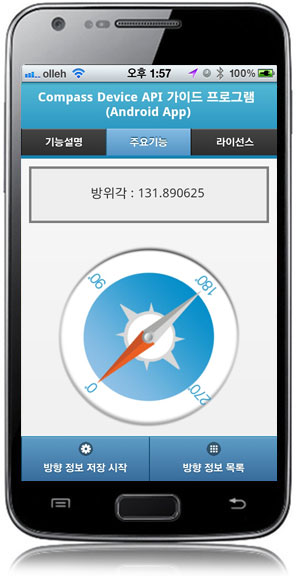 olleh 오후 1:57 100%
Compass Device API 가이드 프로그램
(Android App)
기능설명 주요기능 라이선스
방위각 : 131.890625
180°
90°
0°
270°
방향 정보 저장 시작 방향 정보 목록